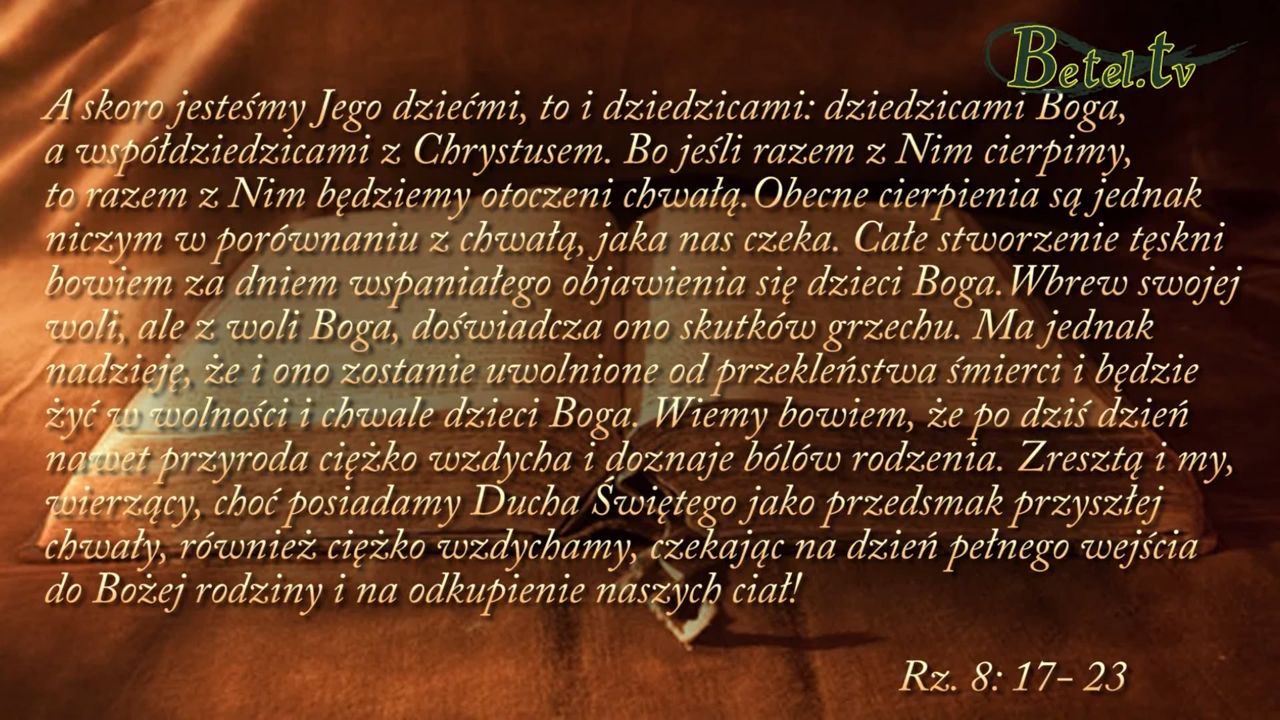 Betel.tv
A skoro jesteśmy Jego dziećmi, to i dziedzicami: dziedzicami Boga,
a współdziedzicami z Chrystusem. Bo jeśli razem z Nim cierpimy,
to razem z Nim będziemy otoczeni chwałą.Obecne cierpienia są jednak
niczym w porównaniu z chwałą, jaka nas czeka. Całe stworzenie tęskni
bowiem za dniem wspaniałego objawienia się dzieci Boga.Wbrew swojej
woli, ale z woli Boga, doświadcza ono skutków grzechu. Ma jednak
nadzieję, że i ono zostanie uwolnione od przekleństwa śmierci i będzie
żyć w wolności i chwale dzieci Boga. Wiemy bowiem, że po dziś dzień
nawet przyroda ciężko wzdycha i doznaje bólów rodzenia. Zresztą i my,
wierzący, choć posiadamy Ducha Świętego jako przedsmak przyszłej
chwały, również ciężko wzdychamy, czekając na dzień pełnego wejścia
do Bożej rodziny i na odkupienie naszych ciał!
Rz. 8: 17- 23